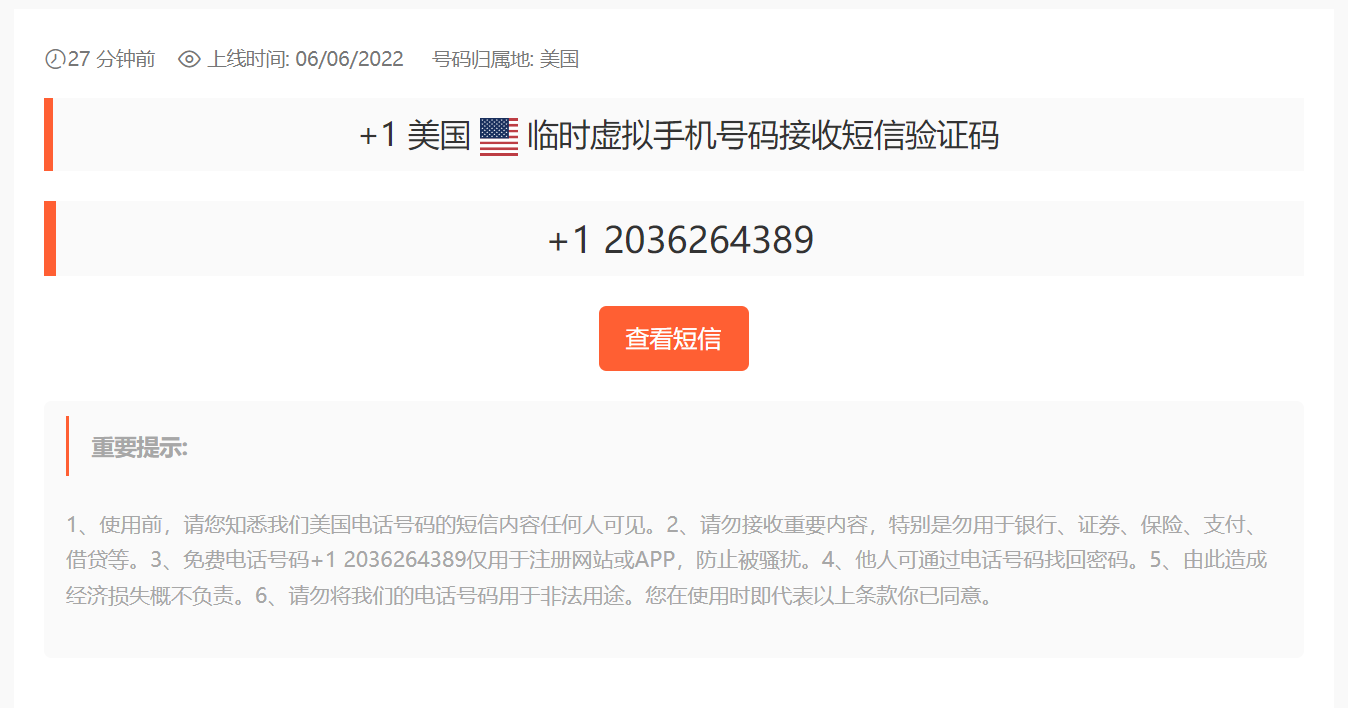 27 分钟前 上线时间: 06/06/2022 号码归属地: 美国
+1 美国 临时虚拟手机号码接收短信验证码
+1 2036264389
查看短信
重要提示:
1、使用前，请您知悉我们美国电话号码的短信内容任何人可见。2、请勿接收重要内容，特别是勿用于银行、证券、保险、支付、
借贷等。3、免费电话号码+1 2036264389仅用于注册网站或APP，防止被骚扰。4、他人可通过电话号码找回密码。5、由此造成
经济损失概不负责。6、请勿将我们的电话号码用于非法用途。您在使用时即代表以上条款你已同意。